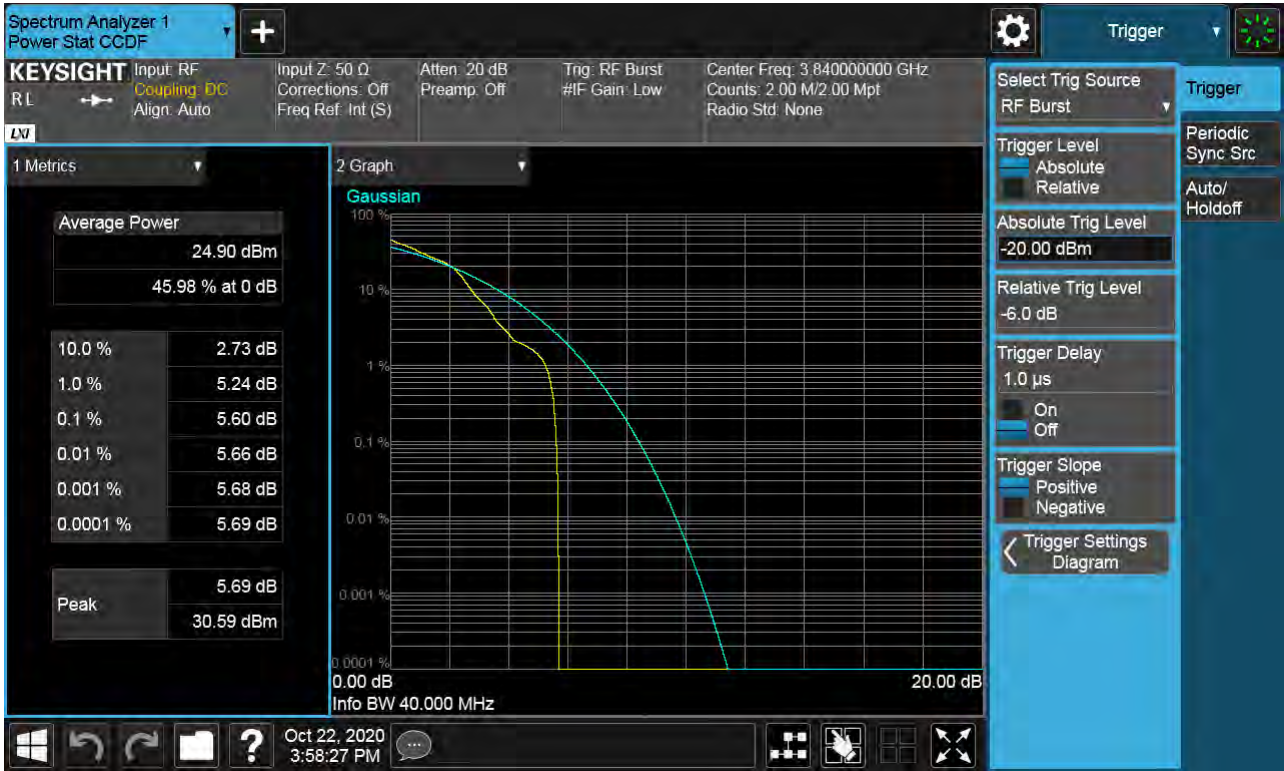 Spectrum Analyzer 1
Power Stat CCDF
+
Trigger
KEYSIGHT
RL
LXI
Input: RF
Coupling: DC
Align: Auto
Input Z: 50 Ω
Corrections: Off
Freq Ref: Int (S)
Atten: 20 dB
Preamp: Off
Trig: RF Burst
#IF Gain: Low
Center Freq: 3.840000000 GHz
Counts: 2.00 M/2.00 Mpt
Radio Std: None
1 Metrics
Average Power
24.90 dBm
45.98 % at 0 dB
10.0 % 2.73 dB
1.0 % 5.24 dB
0.1 % 5.60 dB
0.01 % 5.66 dB
0.001 % 5.68 dB
0.0001 % 5.69 dB
Peak
5.69 dB
30.59 dBm
2 Graph
Gaussian
100 %
10 %
1 %
0.1 %
0.01 %
0.001 %
0.0001 %
0.00 dB 20.00 dB
Info BW 40.000 MHz
Select Trig Source
RF Burst
Trigger Level
Absolute
Relative
Absolute Trig Level
-20.00 dBm
Relative Trig Level
-6.0 dB
Trigger Delay
1.0 µs
On
Off
Trigger Slope
Positive
Negative
Trigger Settings
Diagram
Trigger
Periodic
Sync Src
Auto/
Holdoff
?
Oct 22, 2020
3:58:27 PM